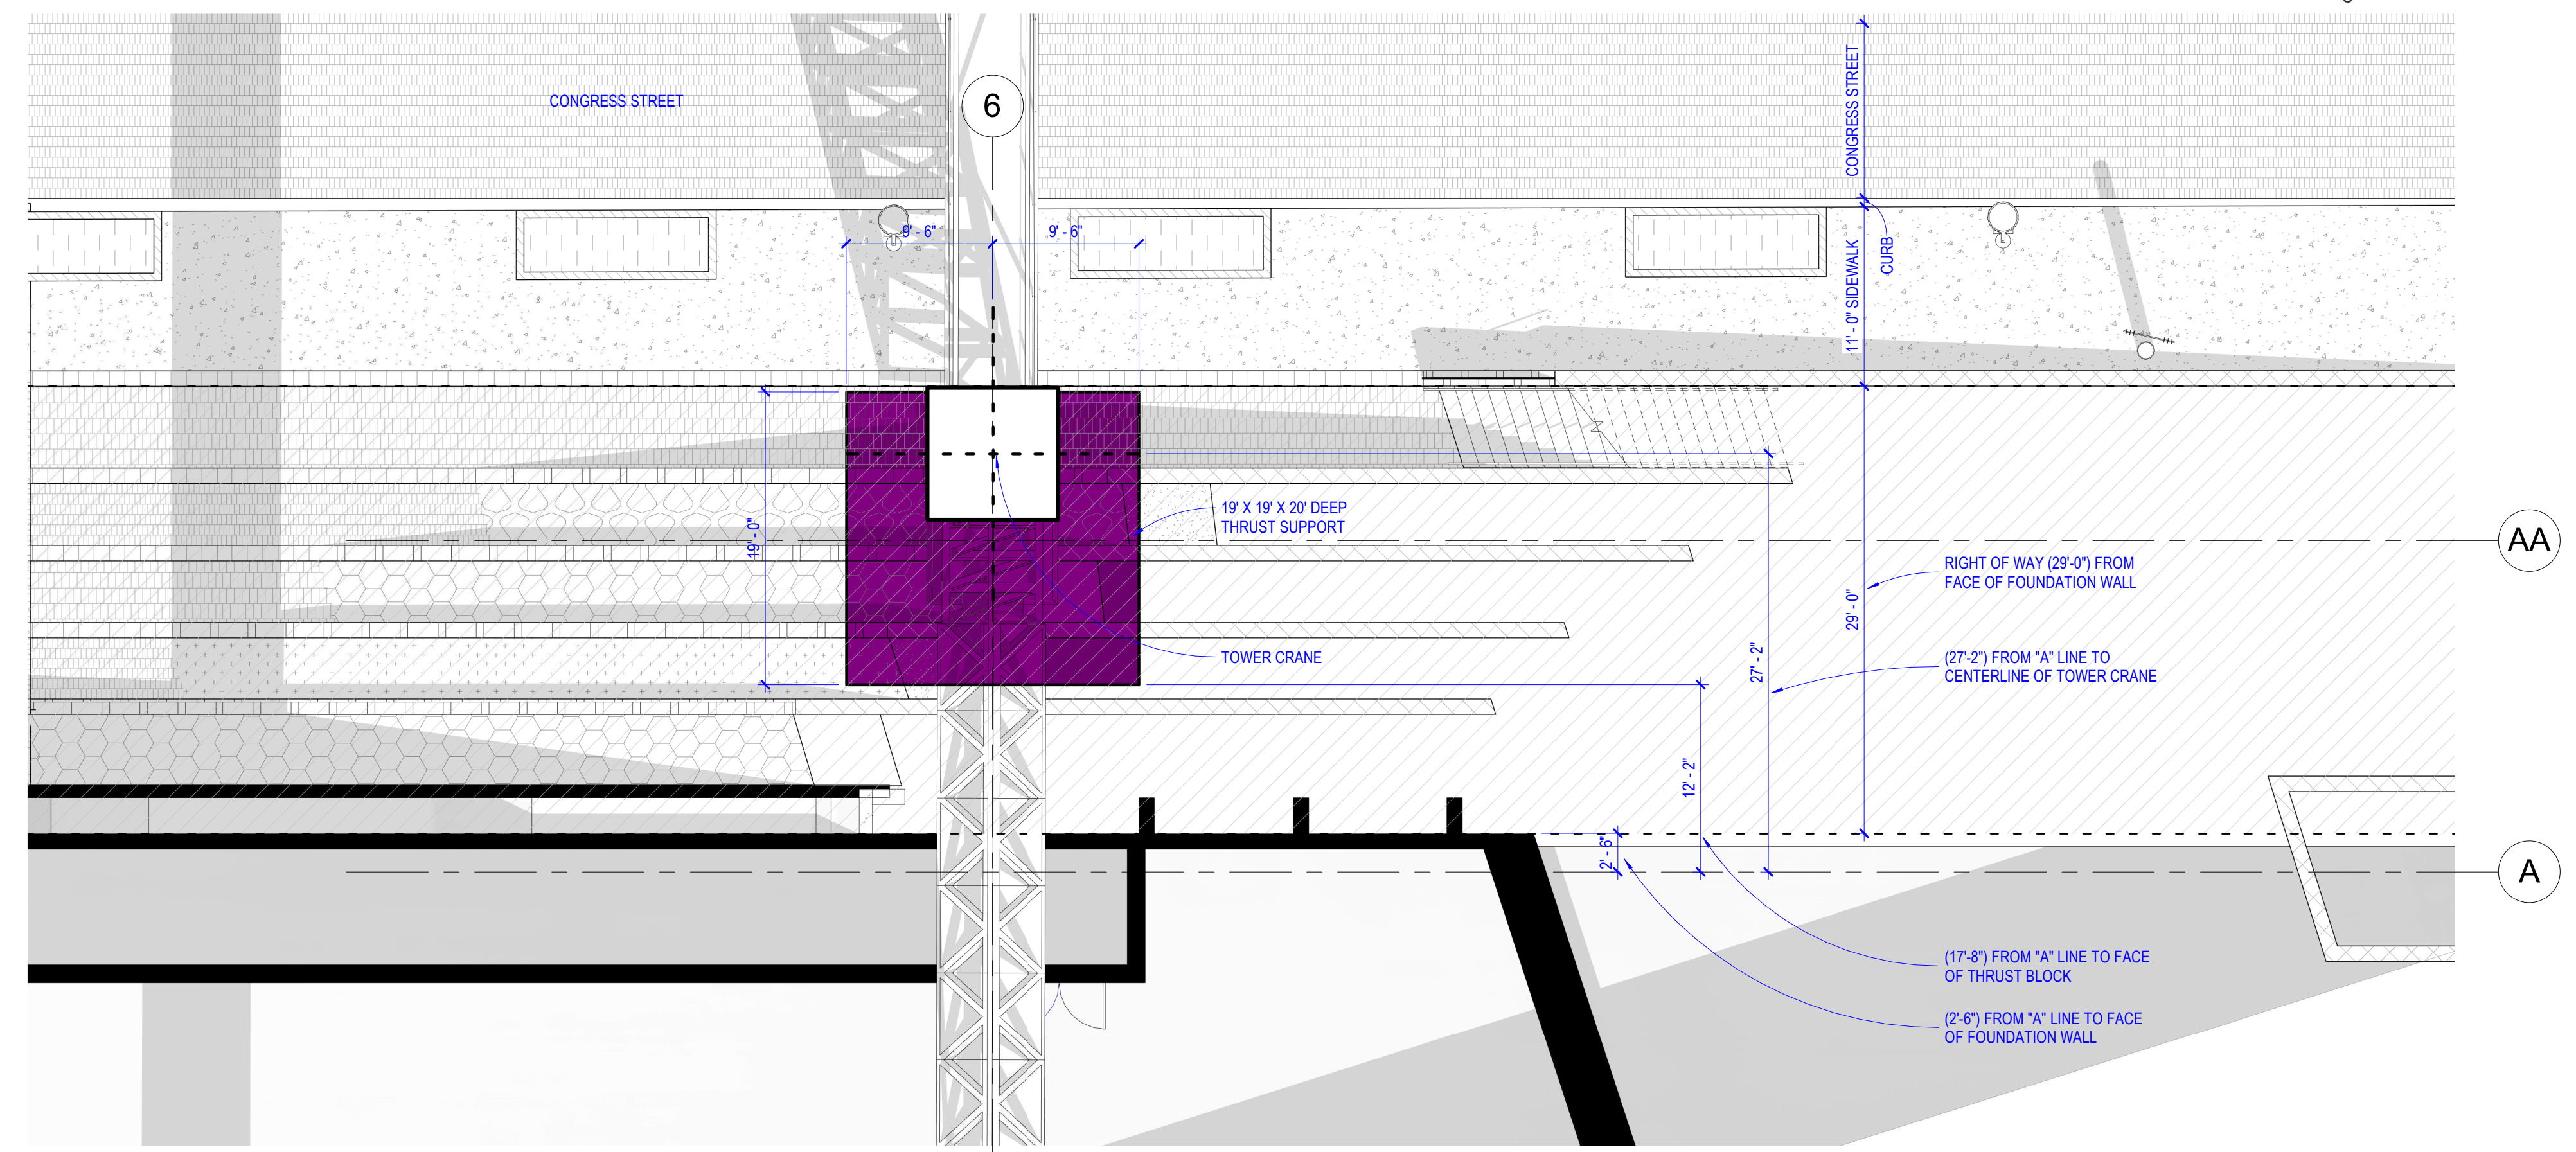 CONGRESS STREET
6
CONGRESS STREET
9' - 6"
9' - 6"
CURB
11' - 0" SIDEWALK
19' - 0"
19' X 19' X 20' DEEP
THRUST SUPPORT
AA
RIGHT OF WAY (29'-0") FROM
FACE OF FOUNDATION WALL
29' - 0"
27' - 2"
TOWER CRANE
(27'-2") FROM "A" LINE TO
CENTERLINE OF TOWER CRANE
12' - 2"
2' - 6"
A
(17'-8") FROM "A" LINE TO FACE
OF THRUST BLOCK
(2'-6") FROM "A" LINE TO FACE
OF FOUNDATION WALL